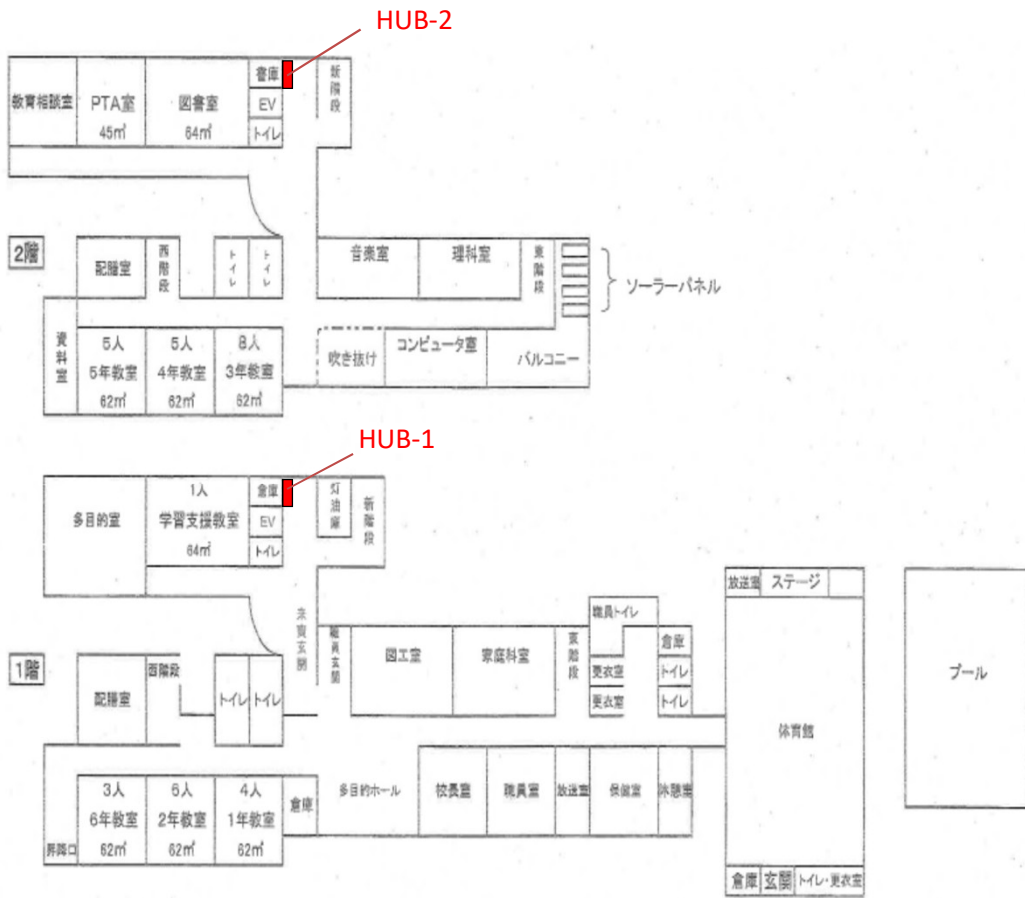 HUB-2
教育相談室
PTA室
45㎡
図書室
64㎡
書庫
EV
トイレ
新階段
2階
配膳室
西階段
トイレ
トイレ
音楽室
理科室
東階段
ソーラーパネル
資料室
5人
5年教室
62㎡
5人
4年教室
62㎡
8人
3年教室
62㎡
吹き抜け
コンピュータ室
バルコニー
HUB-1
多目的室
1人
学習支援教室
64㎡
倉庫
EV
トイレ
灯油庫
新階段
来賓玄関
職員玄関
1階
配膳室
西階段
トイレ
トイレ
図工室
家庭科室
東階段
職員トイレ
更衣室
更衣室
倉庫
トイレ
トイレ
放送室
ステージ
体育館
プール
昇降口
3人
6年教室
62㎡
6人
2年教室
62㎡
4人
1年教室
62㎡
倉庫
多目的ホール
校長室
職員室
放送室
保健室
休憩室
倉庫
玄関
トイレ・更衣室